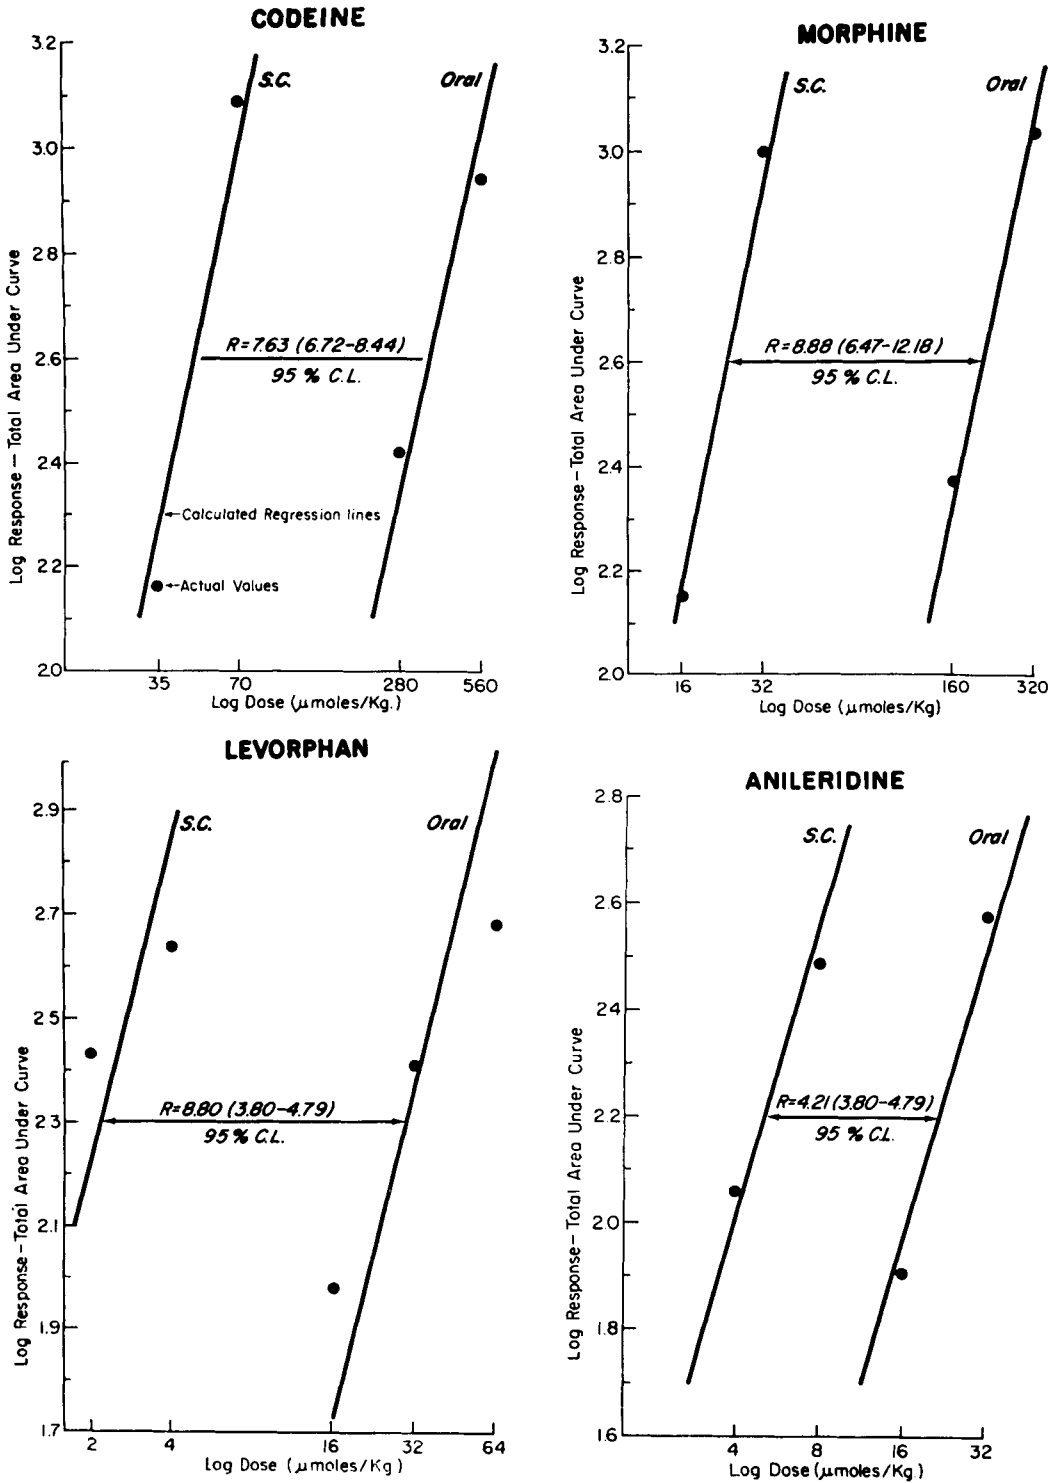 CODEINE
3.2
3.0
2.8
2.6
2.4
2.2
2.0
Log Response – Total Area Under Curve
S.C.
Oral
R=7.63 (6.72-8.44)
95 % C.L.
←Calculated Regression lines
←Actual Values
35 70 280 560
Log Dose (μmoles/Kg.)
MORPHINE
3.2
3.0
2.8
2.6
2.4
2.2
2.0
Log Response – Total Area Under Curve
S.C.
Oral
R=8.88 (6.47-12.18)
95 % C.L.
16 32 160 320
Log Dose (μmoles/Kg)
LEVORPHAN
2.9
2.7
2.5
2.3
2.1
1.9
1.7
Log Response – Total Area Under Curve
S.C.
Oral
R=8.80 (3.80-4.79)
95 % C.L.
2 4 16 32 64
Log Dose (μmoles/Kg)
ANILERIDINE
2.8
2.6
2.4
2.2
2.0
1.8
1.6
Log Response – Total Area Under Curve
S.C.
Oral
R=4.21 (3.80-4.79)
95 % C.L.
4 8 16 32
Log Dose (μmoles/Kg.)